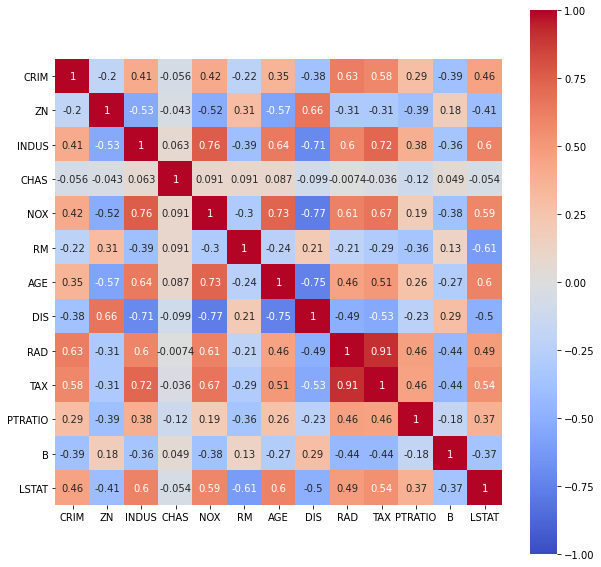 CRIM 1 -0.2 0.41 -0.056 0.42 -0.22 0.35 -0.38 0.63 0.58 0.29 -0.39 0.46
ZN -0.2 1 -0.53 -0.043 -0.52 0.31 -0.57 0.66 -0.31 -0.31 -0.39 0.18 -0.41
INDUS 0.41 -0.53 1 0.063 0.76 -0.39 0.64 -0.71 0.6 0.72 0.38 -0.36 0.6
CHAS -0.056 -0.043 0.063 1 0.091 0.091 0.087 -0.099 -0.0074 -0.036 -0.12 0.049 -0.054
NOX 0.42 -0.52 0.76 0.091 1 -0.3 0.73 -0.77 0.61 0.67 0.19 -0.38 0.59
RM -0.22 0.31 -0.39 0.091 -0.3 1 -0.24 0.21 -0.21 -0.29 -0.36 0.13 -0.61
AGE 0.35 -0.57 0.64 0.087 0.73 -0.24 1 -0.75 0.46 0.51 0.26 -0.27 0.6
DIS -0.38 0.66 -0.71 -0.099 -0.77 0.21 -0.75 1 -0.49 -0.53 -0.23 0.29 -0.5
RAD 0.63 -0.31 0.6 -0.0074 0.61 -0.21 0.46 -0.49 1 0.91 0.46 -0.44 0.49
TAX 0.58 -0.31 0.72 -0.036 0.67 -0.29 0.51 -0.53 0.91 1 0.46 -0.44 0.54
PTRATIO 0.29 -0.39 0.38 -0.12 0.19 -0.36 0.26 -0.23 0.46 0.46 1 -0.18 0.37
B -0.39 0.18 -0.36 0.049 -0.38 0.13 -0.27 0.29 -0.44 -0.44 -0.18 1 -0.37
LSTAT 0.46 -0.41 0.6 -0.054 0.59 -0.61 0.6 -0.5 0.49 0.54 0.37 -0.37 1
CRIM ZN INDUS CHAS NOX RM AGE DIS RAD TAX PTRATIO B LSTAT
1.00
0.75
0.50
0.25
0.00
−0.25
−0.50
−0.75
−1.00